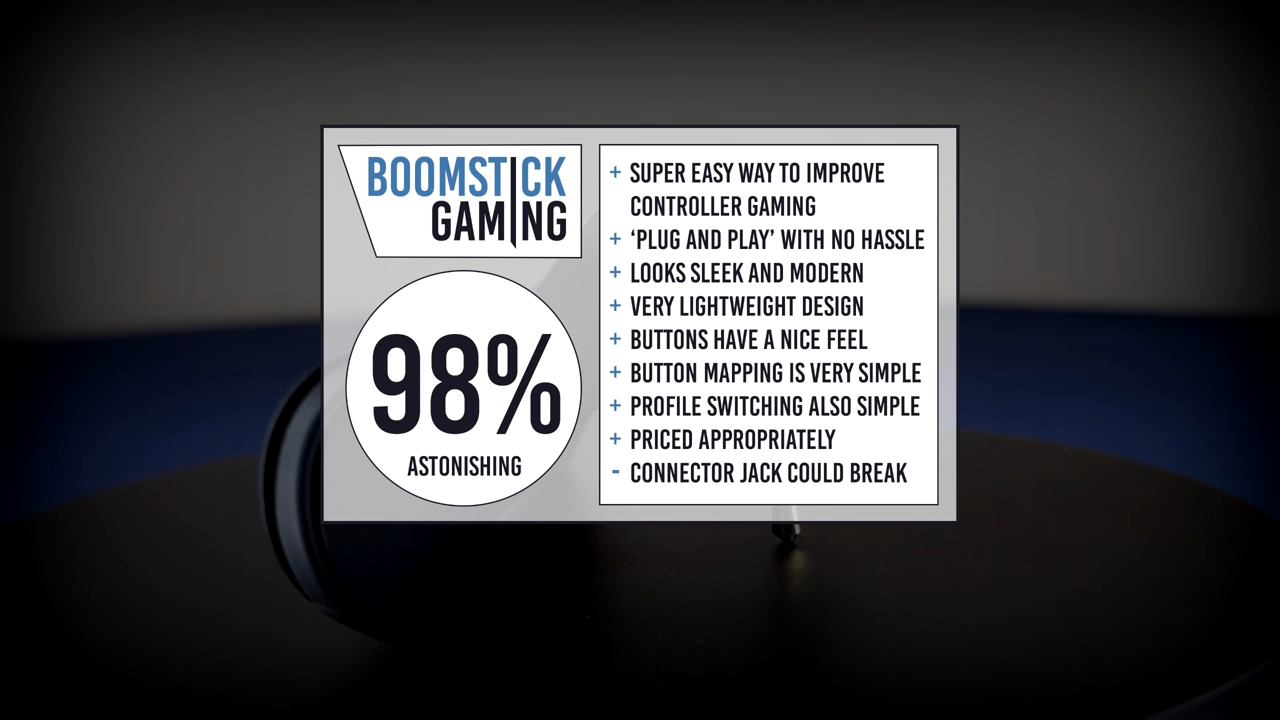 BOOMSTICK
GAMING
98%
ASTONISHING
+ SUPER EASY WAY TO IMPROVE
CONTROLLER GAMING
+ ‘PLUG AND PLAY’ WITH NO HASSLE
+ LOOKS SLEEK AND MODERN
+ VERY LIGHTWEIGHT DESIGN
+ BUTTONS HAVE A NICE FEEL
+ BUTTON MAPPING IS VERY SIMPLE
+ PROFILE SWITCHING ALSO SIMPLE
+ PRICED APPROPRIATELY
- CONNECTOR JACK COULD BREAK